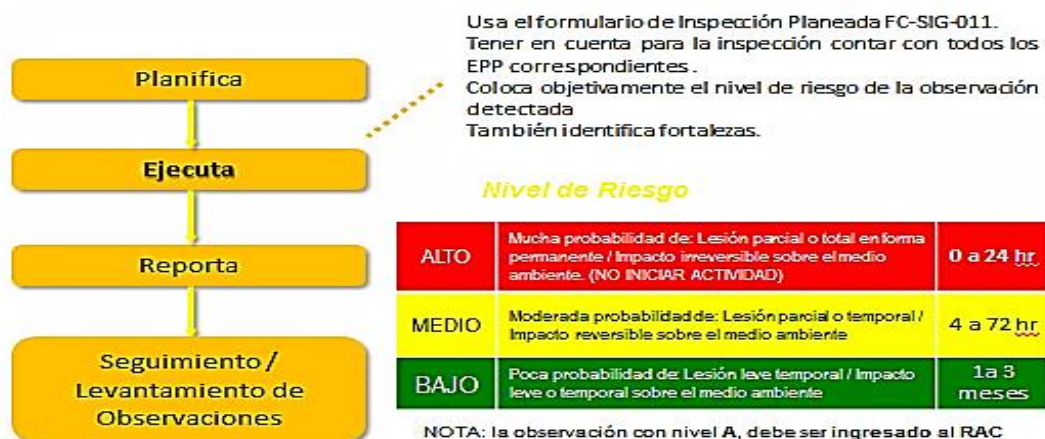 Planifica
Ejecuta
Reporta
Seguimiento /
Levantamiento de
Observaciones
Usa el formulario de Inspección Planeada FC-SIG-011.
Tener en cuenta para la inspección contar con todos los
EPP correspondientes.
Coloca objetivamente el nivel de riesgo de la observación
detectada
También identifica fortalezas.
Nivel de Riesgo
ALTO
Mucha probabilidad de: Lesión parcial o total en forma
permanente / Impacto irreversible sobre el medio
ambiente. (NO INICIAR ACTIVIDAD)
0 a 24 hr
MEDIO
Moderada probabilidad de: Lesión parcial o temporal /
Impacto reversible sobre el medio ambiente
4 a 72 hr
BAJO
Poca probabilidad de: Lesión leve temporal / Impacto
leve o temporal sobre el medio ambiente
1a 3
meses
NOTA: la observación con nivel A, debe ser ingresado al RAC